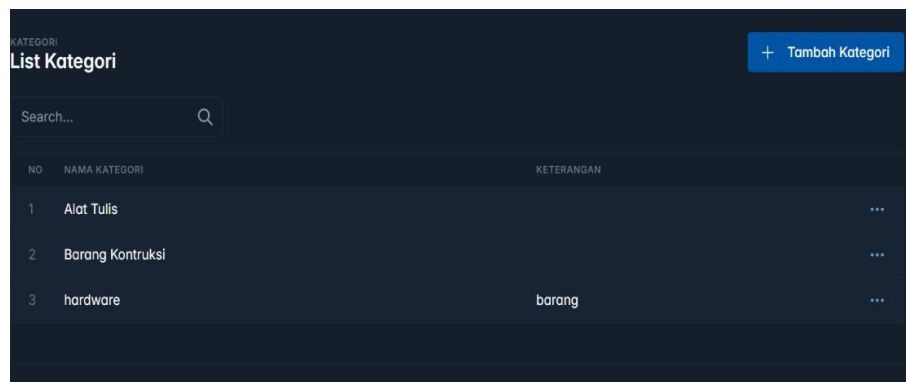 KATEGORI
List Kategori
+ Tambah Kategori
Search...
NO NAMA KATEGORI KETERANGAN
1 Alat Tulis
2 Barang Kontruksi
3 hardware barang